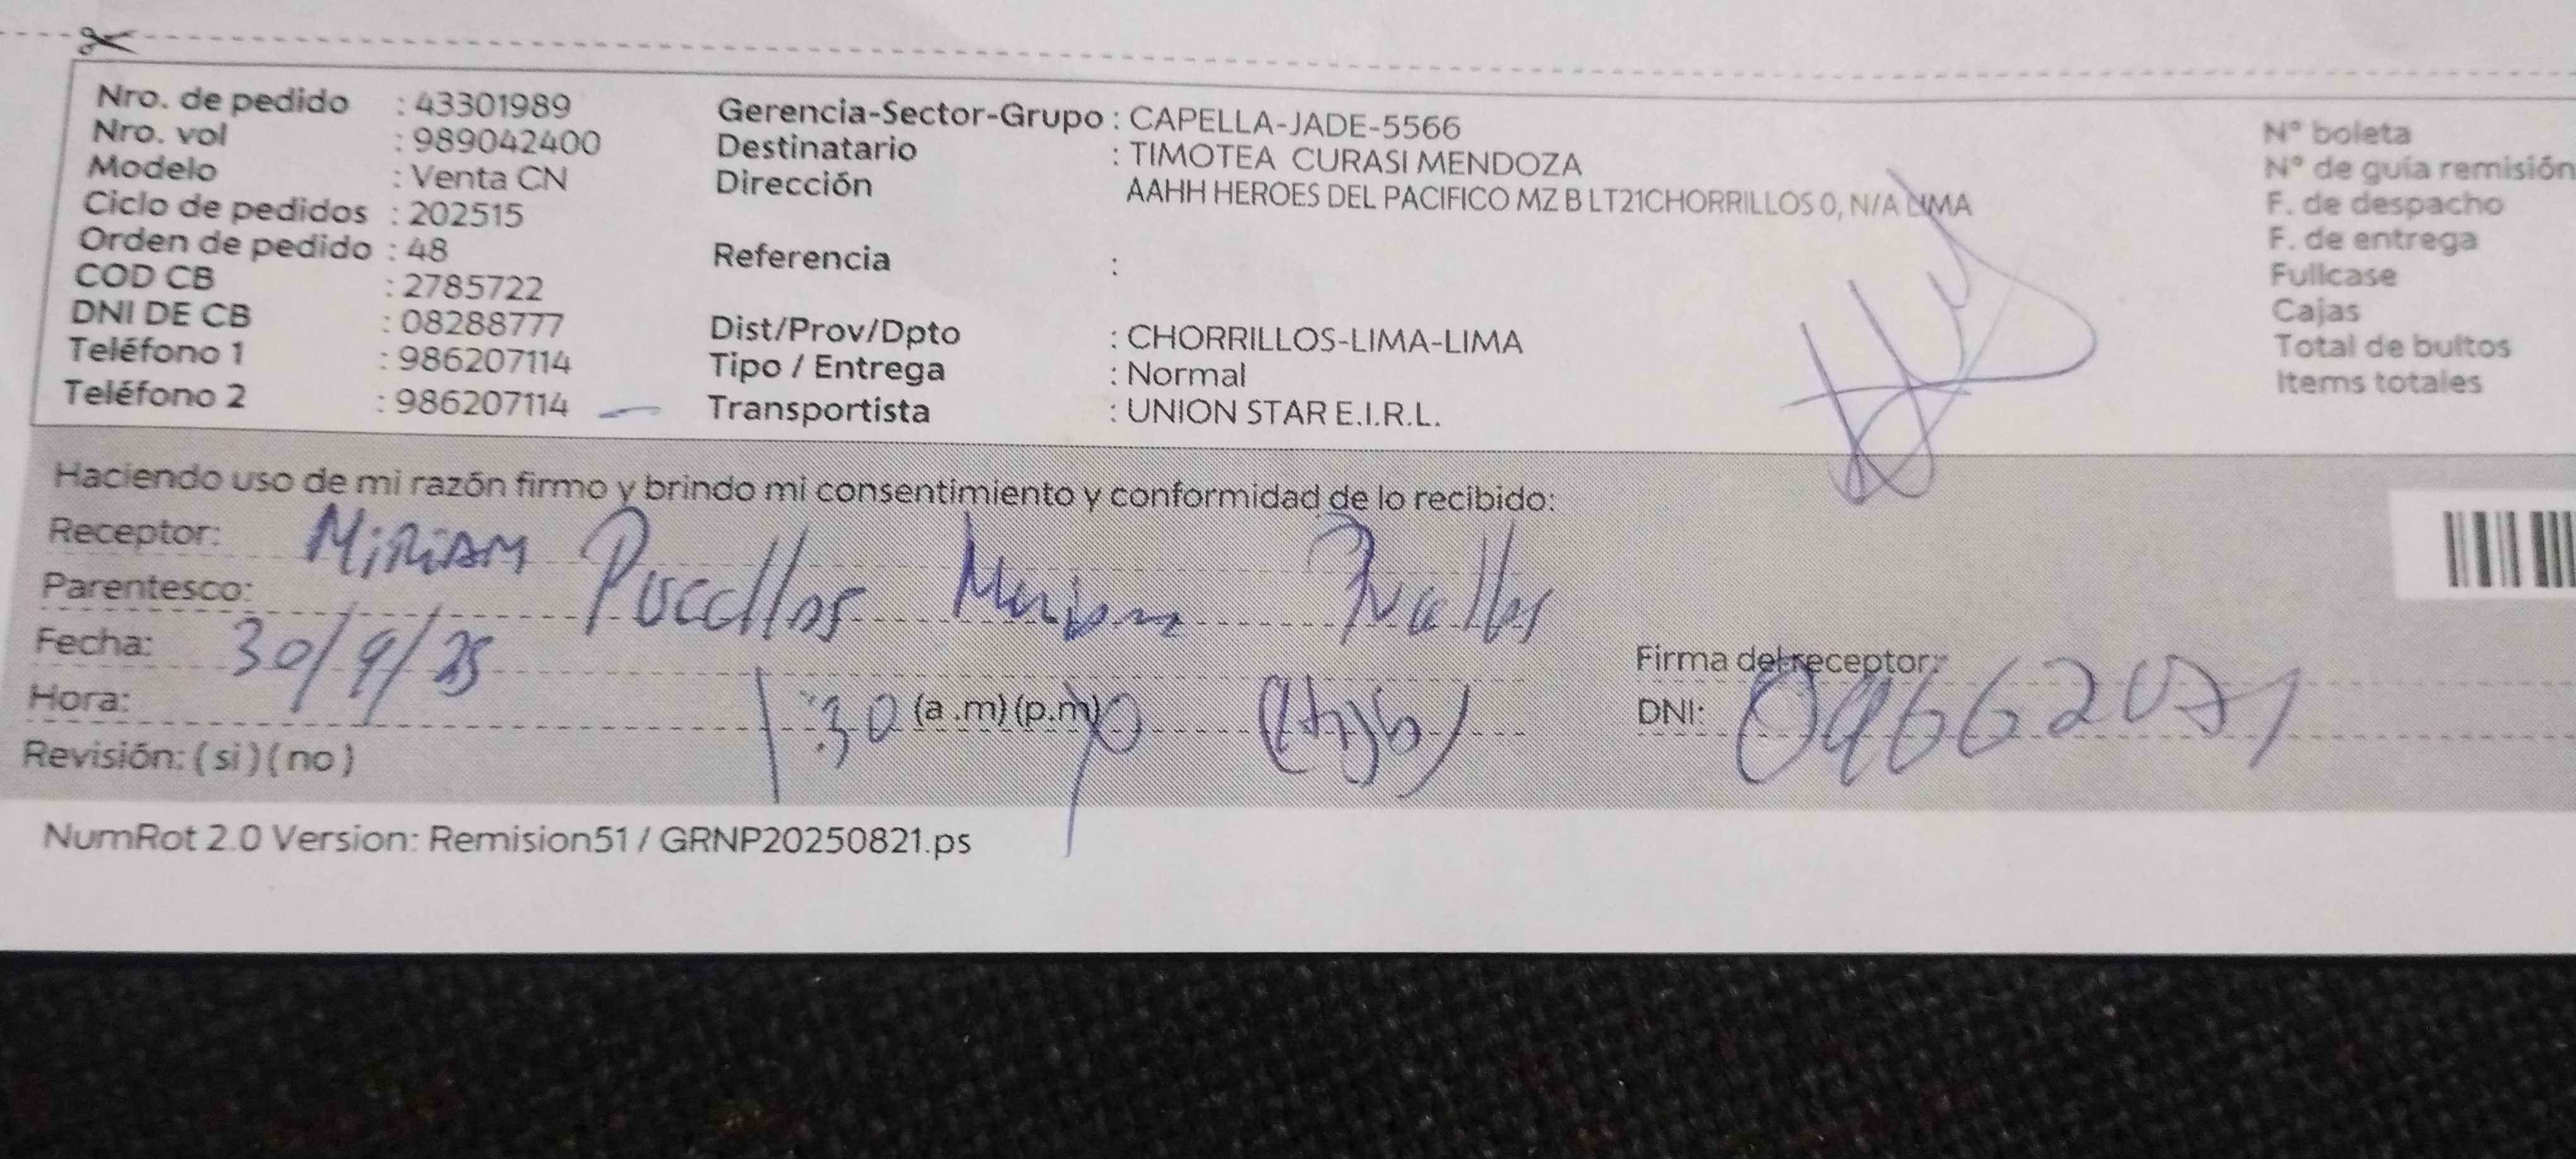 Nro. de pedido : 43301989
Nro. vol : 989042400
Modelo : Venta CN
Ciclo de pedidos : 202515
Orden de pedido : 48
COD CB : 2785722
DNI DE CB : 08288777
Teléfono 1 : 986207114
Teléfono 2 : 986207114
Gerencia-Sector-Grupo : CAPELLA-JADE-5566
Destinatario : TIMOTEA CURASI MENDOZA
Dirección AAHH HEROES DEL PACIFICO MZ B LT21CHORRILLOS 0, N/A LIMA
Referencia :
Dist/Prov/Dpto : CHORRILLOS-LIMA-LIMA
Tipo / Entrega : Normal
Transportista : UNION STAR E.I.R.L.
N° boleta
N° de guía remisión
F. de despacho
F. de entrega
Fullcase
Cajas
Total de bultos
Items totales
Haciendo uso de mi razón firmo y brindo mi consentimiento y conformidad de lo recibido:
Receptor: MiRiam
Parentesco:
Fecha: 30/9/25
Hora: 1:30 (a .m) (p.m)
Revisión: ( si ) ( no )
Firma del receptor:
DNI:
NumRot 2.0 Version: Remision51 / GRNP20250821.ps